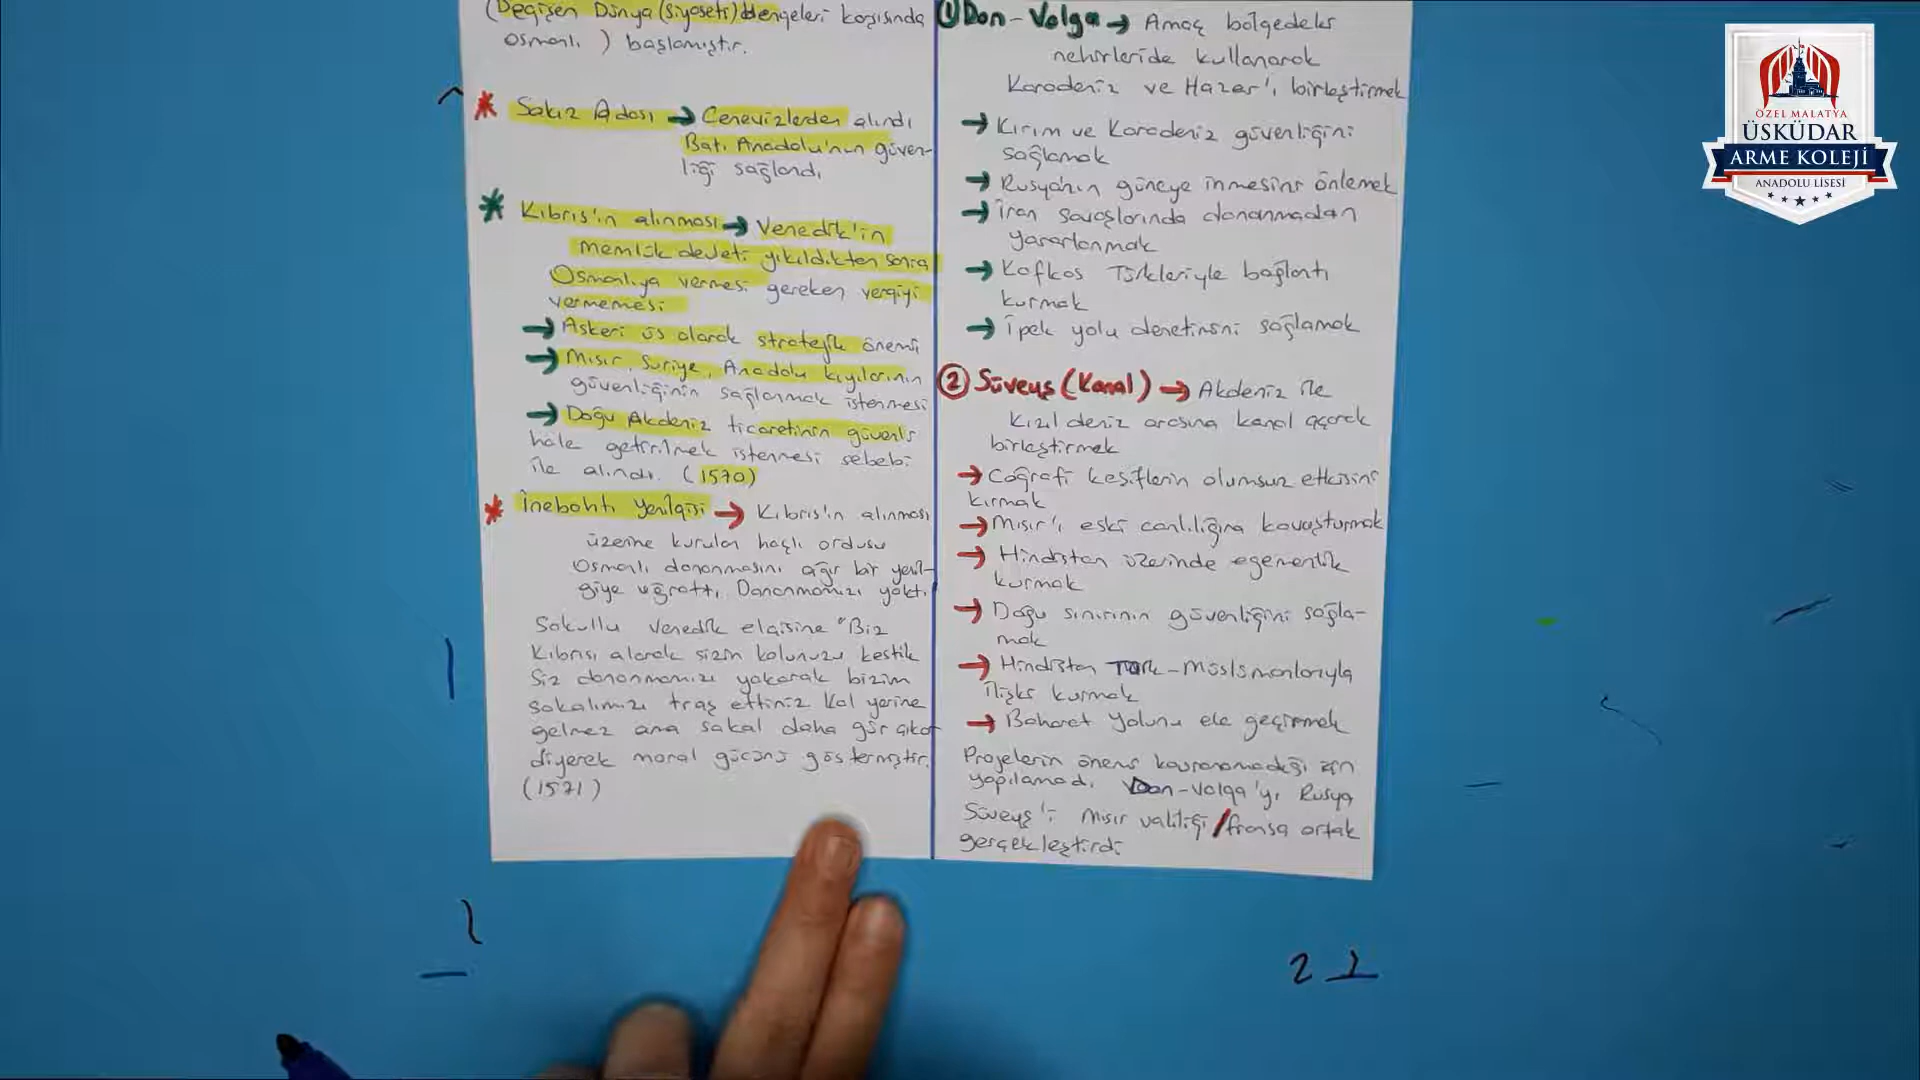 (Değişen Dünya (siyaseti) dengeleri karşısında
Osmanlı ) başlamıştır.
* Sakız Adası → Cenevizlerden alındı
Batı Anadolu'nun güven-
liği sağlandı
* Kıbrıs'ın alınması → Venedik'in
memlük devleti yıkıldıktan sonra
Osmanlıya vermesi gereken vergiyi
vermemesi
→ Askeri üs olarak stratejik önemi
→ Mısır, Suriye, Anadolu kıyılarının
güvenliğinin sağlanmak istenmesi
→ Doğu Akdeniz ticaretinin güvenli
hale getirilmek istenmesi sebebi
ile alındı. (1570)
* İnebahtı Yenilgisi → Kıbrıs'ın alınması
üzerine kurulan haçlı ordusu
Osmanlı donanmasını ağır bir yenil-
giye uğrattı, Donanmamızı yaktı
Sokullu Venedik elçisine "Biz
Kıbrısı alarak sizin kolunuzu kestik
Siz donanmamızı yakarak bizim
sakalımızı traş ettiniz Kol yerine
gelmez ama sakal daha gür çıkar
diyerek moral gücünü göstermiştir.
(1571)
① Don-Volga → Amaç bölgedeki
nehirleride kullanarak
Karadeniz ve Hazar'ı birleştirmek
→ Kırım ve Karadeniz güvenliğini
sağlamak
→ Rusya'nın güneye inmesini önlemek
→ İran savaşlarında donanmadan
yararlanmak
→ Kafkas Türkleriyle bağlantı
kurmak
→ İpek yolu denetimini sağlamak
② Süveyş (Kanal) → Akdeniz ile
Kızıl deniz arasına kanal açarak
birleştirmek
→ Coğrafi keşiflerin olumsuz etkisini
kırmak
→ Mısır'ı eski canlılığına kavuşturmak
→ Hindistan üzerinde egemenlik
kurmak
→ Doğu sınırının güvenliğini sağla-
mak
→ Hindistan Türk-Müslümanlarıyla
ilişki kurmak
→ Baharat yolunu ele geçirmek
Projelerin önemi kavranamadığı için
yapılamadı. Don-Volga'yı Rusya
Süveyş'i Mısır valiliği / fransa ortak
gerçekleştirdi
2 1
ÖZEL MALATYA
ÜSKÜDAR
ARME KOLEJİ
ANADOLU LİSESİ